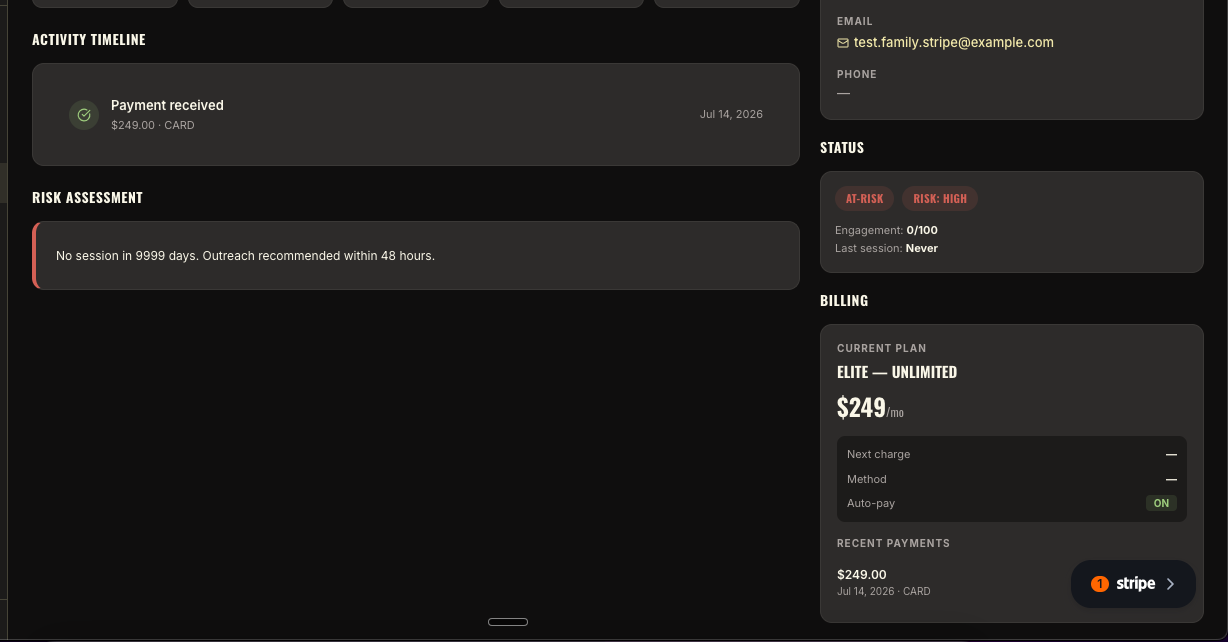 ACTIVITY TIMELINE
Payment received
$249.00 · CARD
Jul 14, 2026
RISK ASSESSMENT
No session in 9999 days. Outreach recommended within 48 hours.
EMAIL
test.family.stripe@example.com
PHONE
—
STATUS
AT-RISK
RISK: HIGH
Engagement: 0/100
Last session: Never
BILLING
CURRENT PLAN
ELITE — UNLIMITED
$249/mo
Next charge —
Method —
Auto-pay ON
RECENT PAYMENTS
$249.00
Jul 14, 2026 · CARD
1 stripe